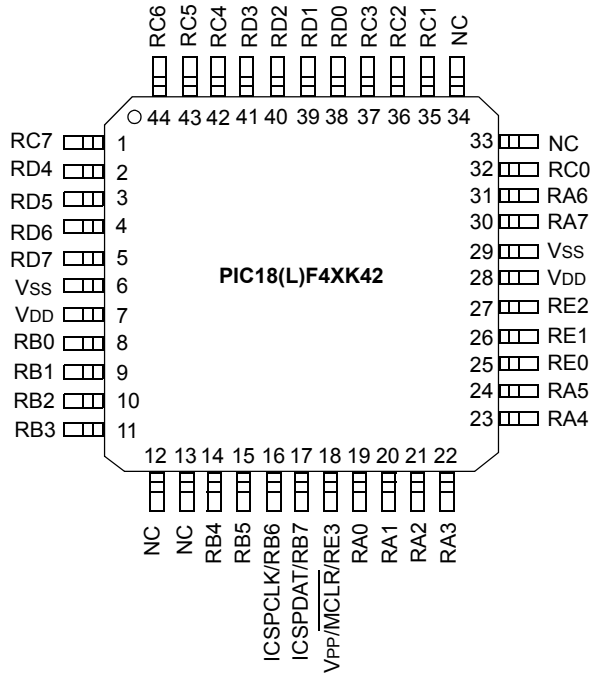 RC6 RC5 RC4 RD3 RD2 RD1 RD0 RC3 RC2 RC1 NC
44 43 42 41 40 39 38 37 36 35 34
RC7 1
RD4 2
RD5 3
RD6 4
RD7 5
VSS 6
VDD 7
RB0 8
RB1 9
RB2 10
RB3 11
PIC18(L)F4XK42
33 NC
32 RC0
31 RA6
30 RA7
29 VSS
28 VDD
27 RE2
26 RE1
25 RE0
24 RA5
23 RA4
12 13 14 15 16 17 18 19 20 21 22
NC NC RB4 RB5 ICSPCLK/RB6 ICSPDAT/RB7 VPP/MCLR/RE3 RA0 RA1 RA2 RA3